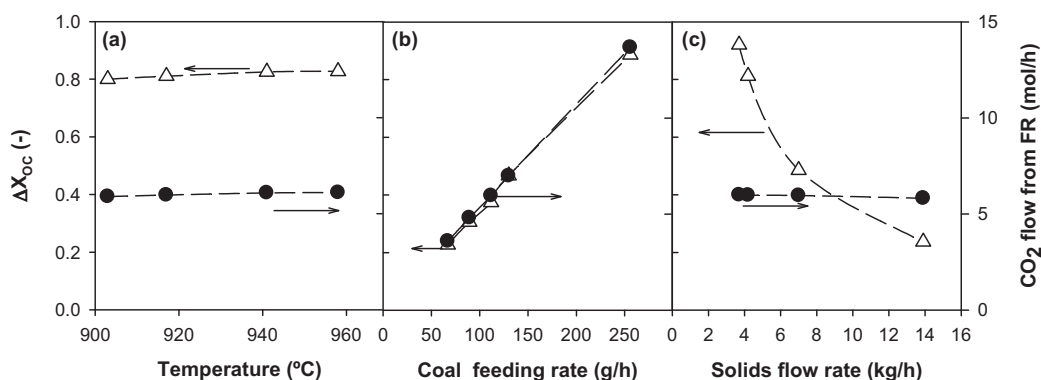 (a)
(b)
(c)
1.0
0.8
0.6
0.4
0.2
0.0
ΔX_OC (-)
900 920 940 960
Temperature (ºC)
0 50 100 150 200 250 300
Coal feeding rate (g/h)
2 4 6 8 10 12 14 16
Solids flow rate (kg/h)
15
10
5
0
CO₂ flow from FR (mol/h)